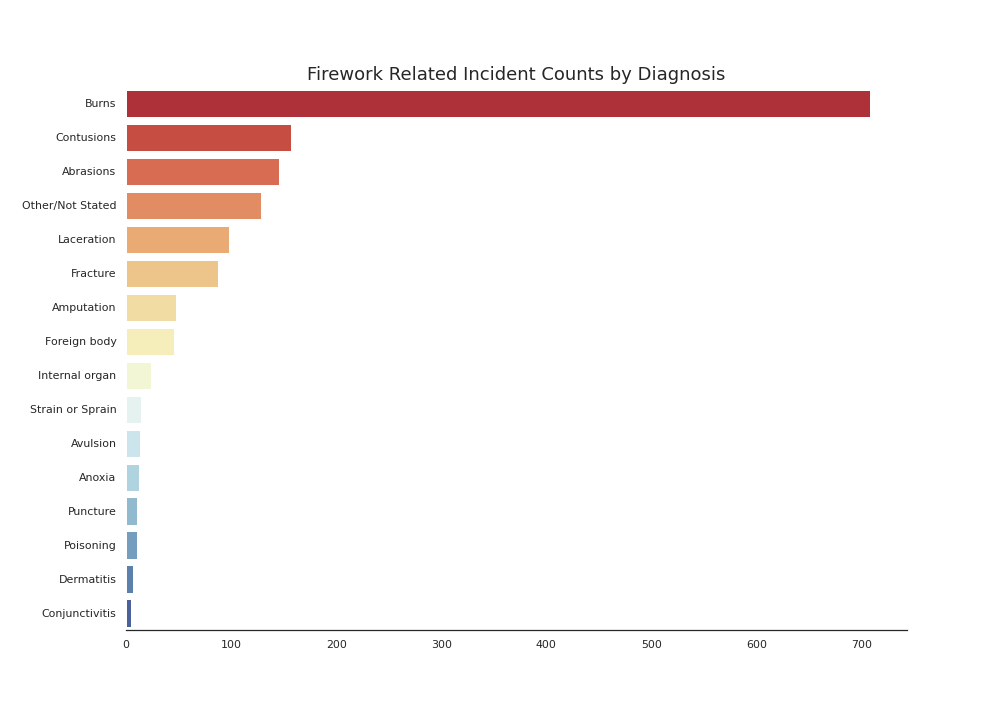 Firework Related Incident Counts by Diagnosis
Burns
Contusions
Abrasions
Other/Not Stated
Laceration
Fracture
Amputation
Foreign body
Internal organ
Strain or Sprain
Avulsion
Anoxia
Puncture
Poisoning
Dermatitis
Conjunctivitis
0 100 200 300 400 500 600 700